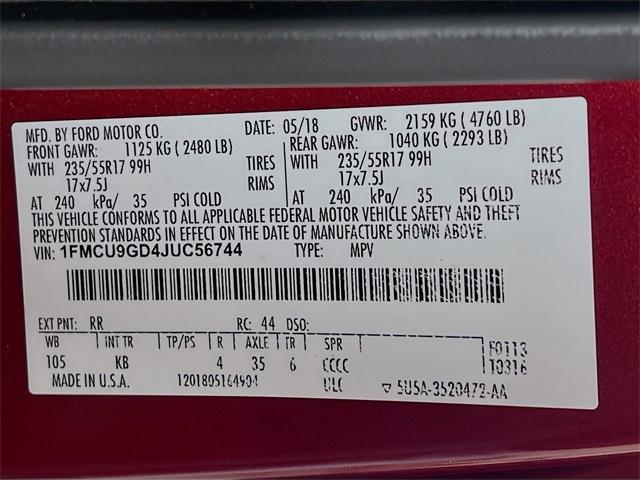 MFD. BY FORD MOTOR CO. DATE: 05/18 GVWR: 2159 KG ( 4760 LB)
FRONT GAWR: 1125 KG ( 2480 LB) REAR GAWR: 1040 KG ( 2293 LB)
WITH 235/55R17 99H TIRES WITH 235/55R17 99H TIRES
17x7.5J RIMS 17x7.5J RIMS
AT 240 kPa/ 35 PSI COLD AT 240 kPa/ 35 PSI COLD
THIS VEHICLE CONFORMS TO ALL APPLICABLE FEDERAL MOTOR VEHICLE SAFETY AND THEFT
PREVENTION STANDARDS IN EFFECT ON THE DATE OF MANUFACTURE SHOWN ABOVE.
VIN: 1FMCU9GD4JUC56744 TYPE: MPV
EXT PNT: RR RC: 44 DSO:
WB INT TR TP/PS R AXLE TR SPR
105 KB 4 35 6 CCCC
F0113
T0316
MADE IN U.S.A. 1201805164904 ULC 5U5A-3520472-AA